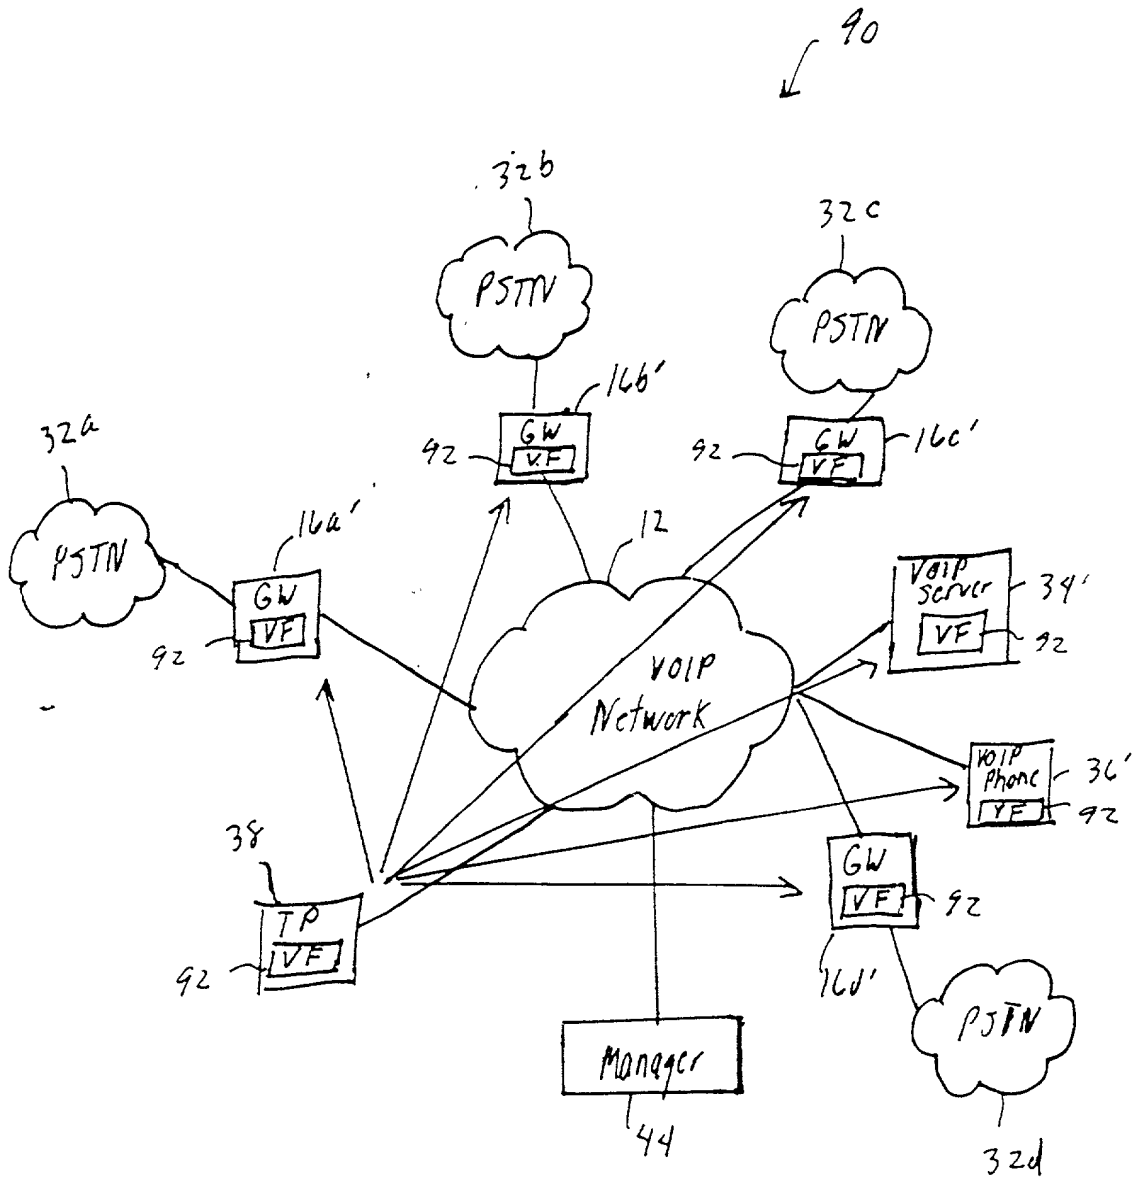 90
32b
PSTN
32c
PSTN
16b'
GW
VF
92
16c'
GW
VF
92
32a
PSTN
16a'
GW
VF
92
12
VOIP
Network
VOIP
Server
VF
34'
92
VOIP
Phone
VF
36'
92
38
TP
VF
92
GW
VF
92
16d'
PSTN
32d
Manager
44